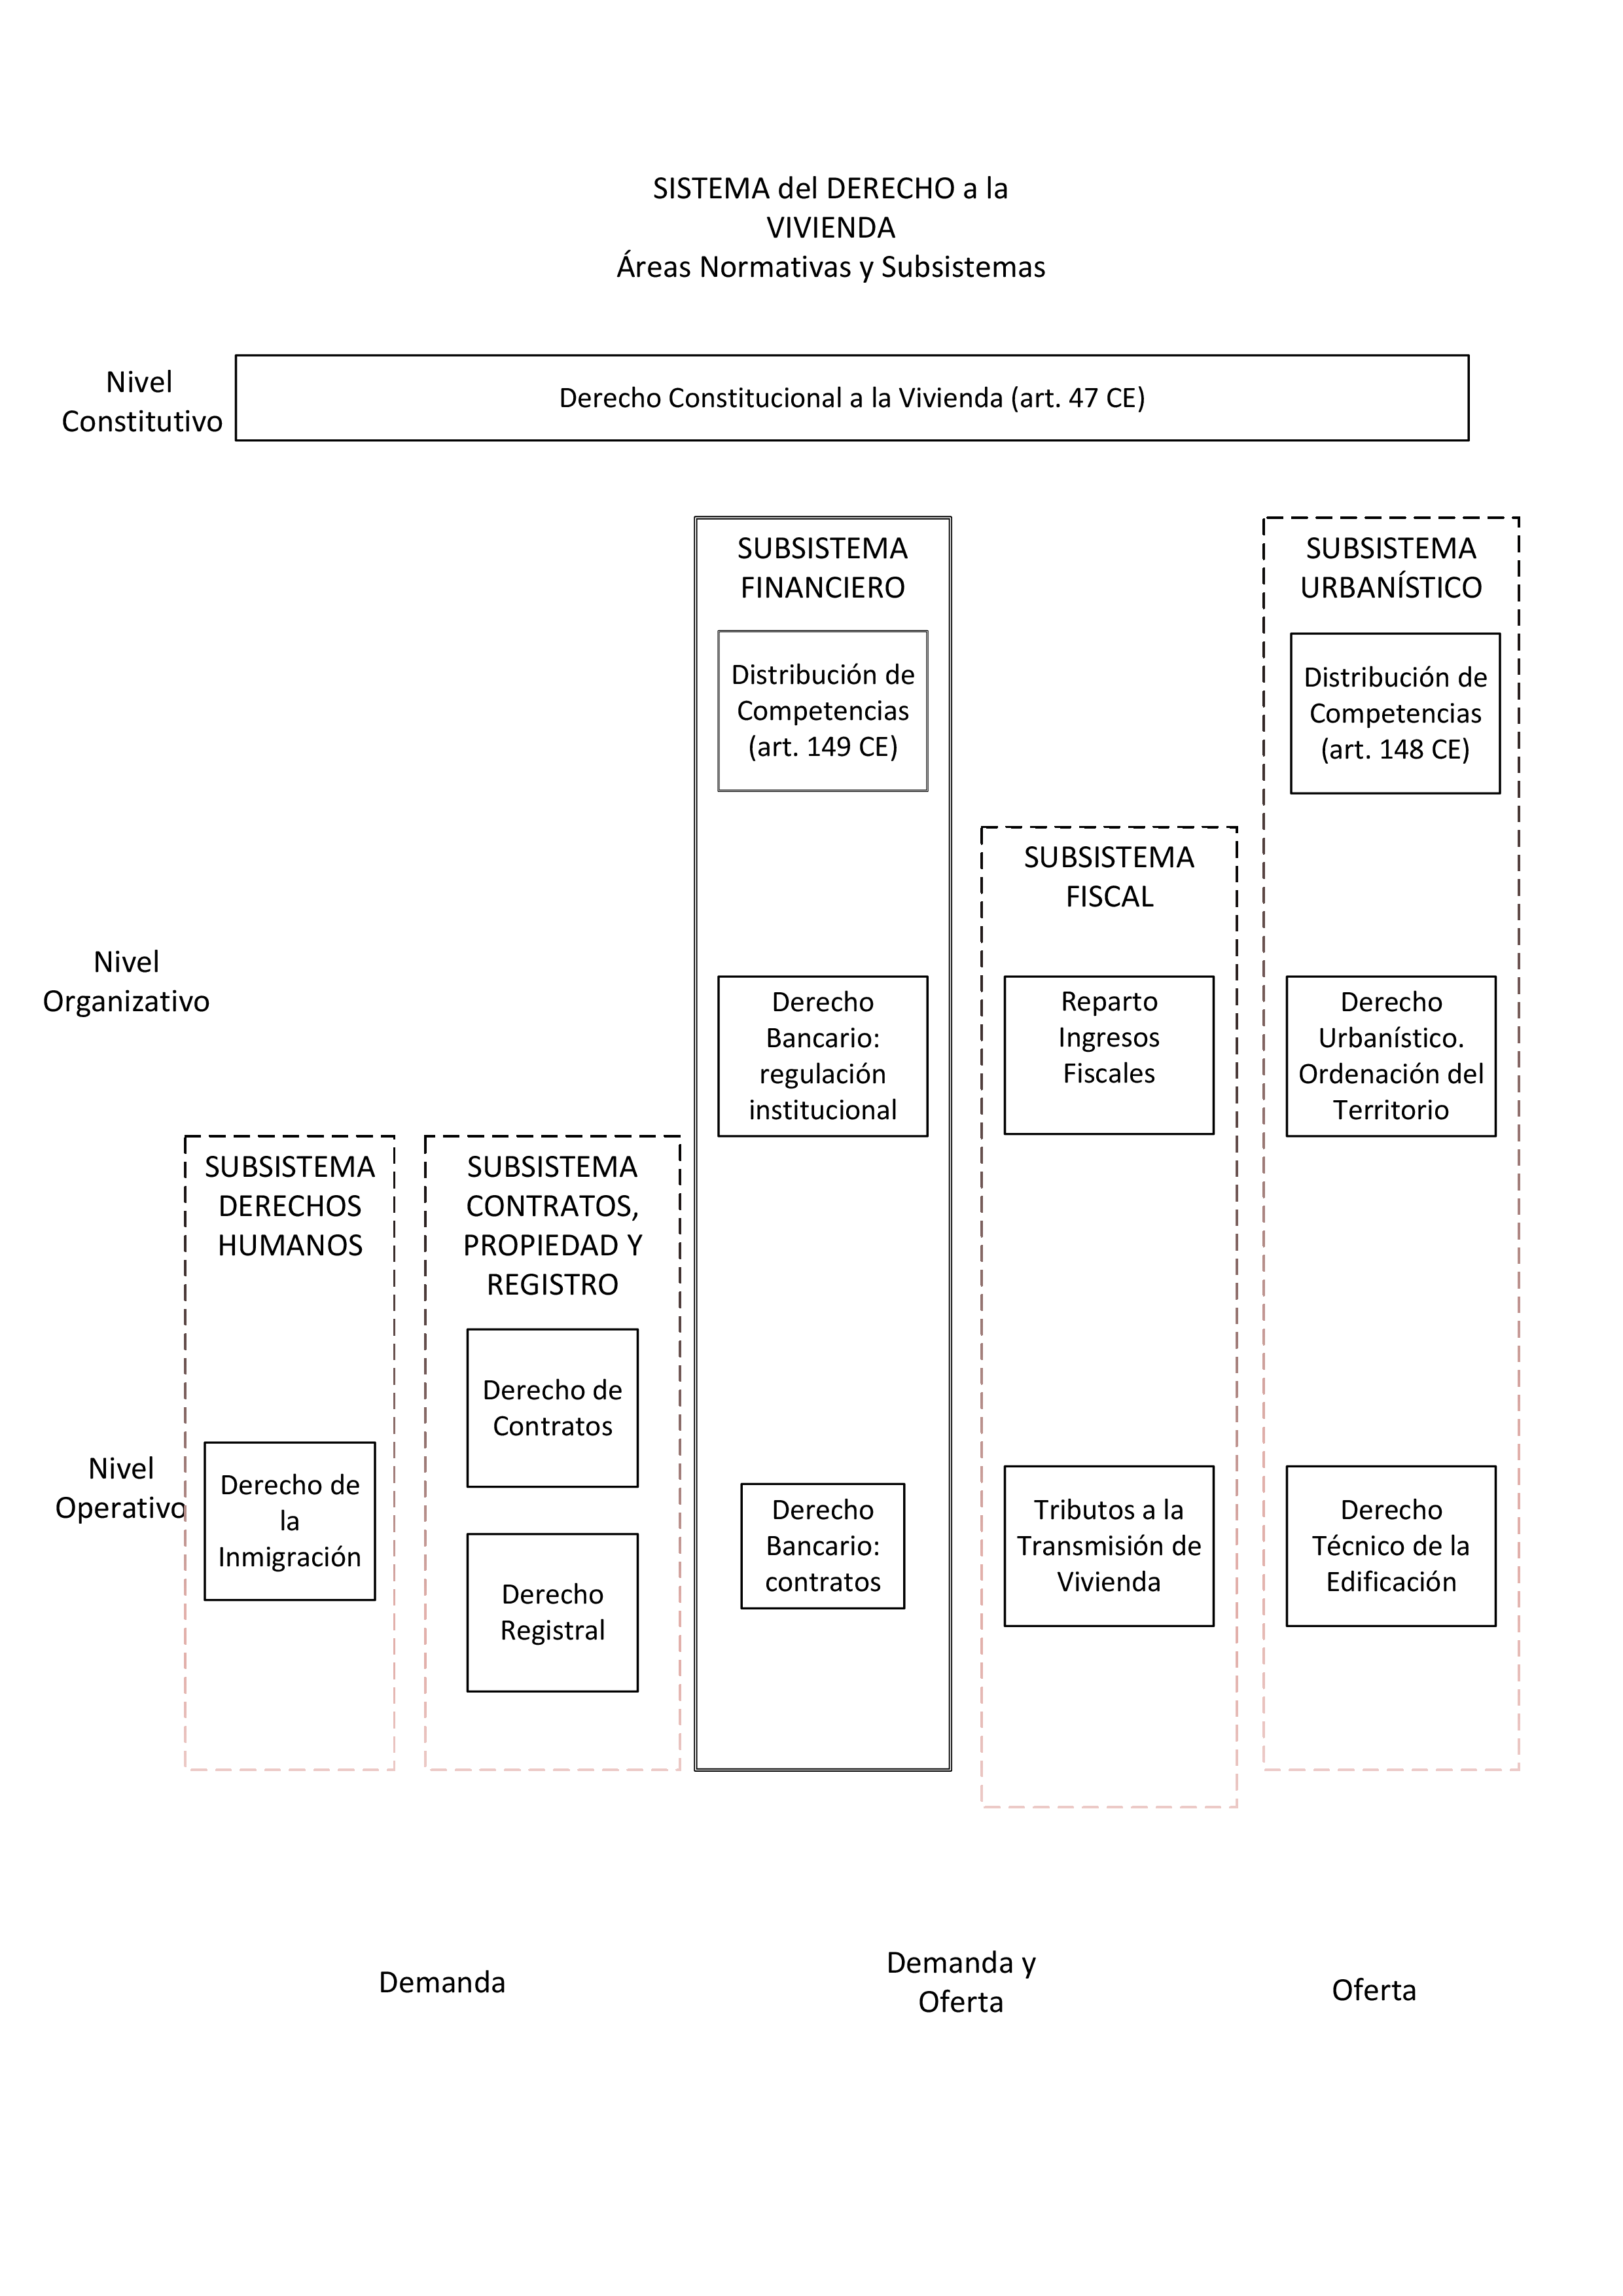 SISTEMA del DERECHO a la
VIVIENDA
Áreas Normativas y Subsistemas
Nivel
Constitutivo
Derecho Constitucional a la Vivienda (art. 47 CE)
SUBSISTEMA
FINANCIERO
Distribución de
Competencias
(art. 149 CE)
SUBSISTEMA
URBANÍSTICO
Distribución de
Competencias
(art. 148 CE)
SUBSISTEMA
FISCAL
Nivel
Organizativo
Derecho
Bancario:
regulación
institucional
Reparto
Ingresos
Fiscales
Derecho
Urbanístico.
Ordenación del
Territorio
SUBSISTEMA
DERECHOS
HUMANOS
SUBSISTEMA
CONTRATOS,
PROPIEDAD Y
REGISTRO
Nivel
Operativo
Derecho de
la
Inmigración
Derecho de
Contratos
Derecho
Registral
Derecho
Bancario:
contratos
Tributos a la
Transmisión de
Vivienda
Derecho
Técnico de la
Edificación
Demanda
Demanda y
Oferta
Oferta